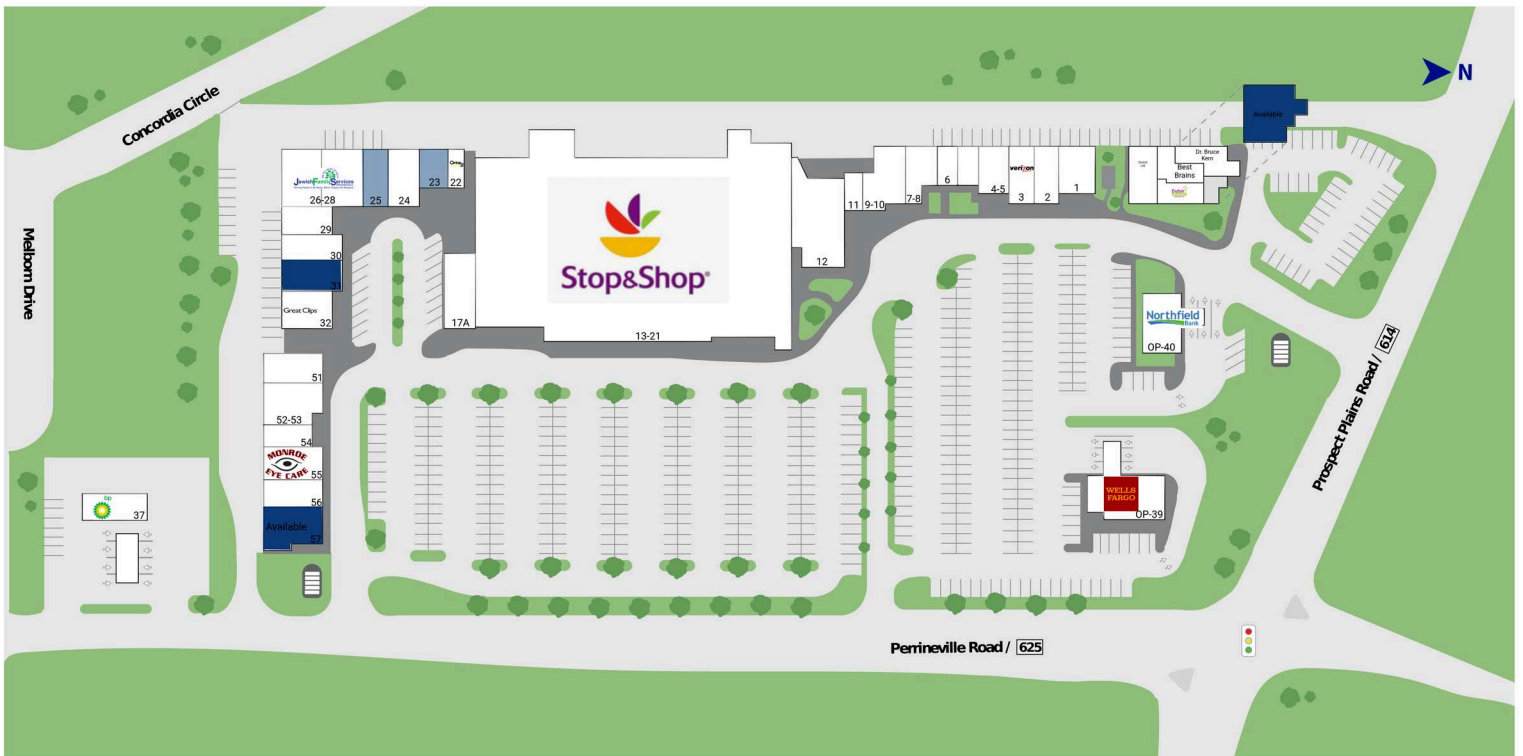 Concordia Circle
N
Available
Dr. Bruce
Kern
Best
Brains
Jewish Family Services
26-28
25
24
23
22
verizon
11
9-10
7-8
6
4-5
3
2
1
29
30
31
Great Clips
32
Melborn Drive
Stop&Shop
12
17A
13-21
Northfield
Bank
OP-40
Prospect Plains Road / 614
51
52-53
54
MONROE
EYE CARE
55
56
Available
57
bp
37
WELLS
FARGO
OP-39
Perrineville Road / 625